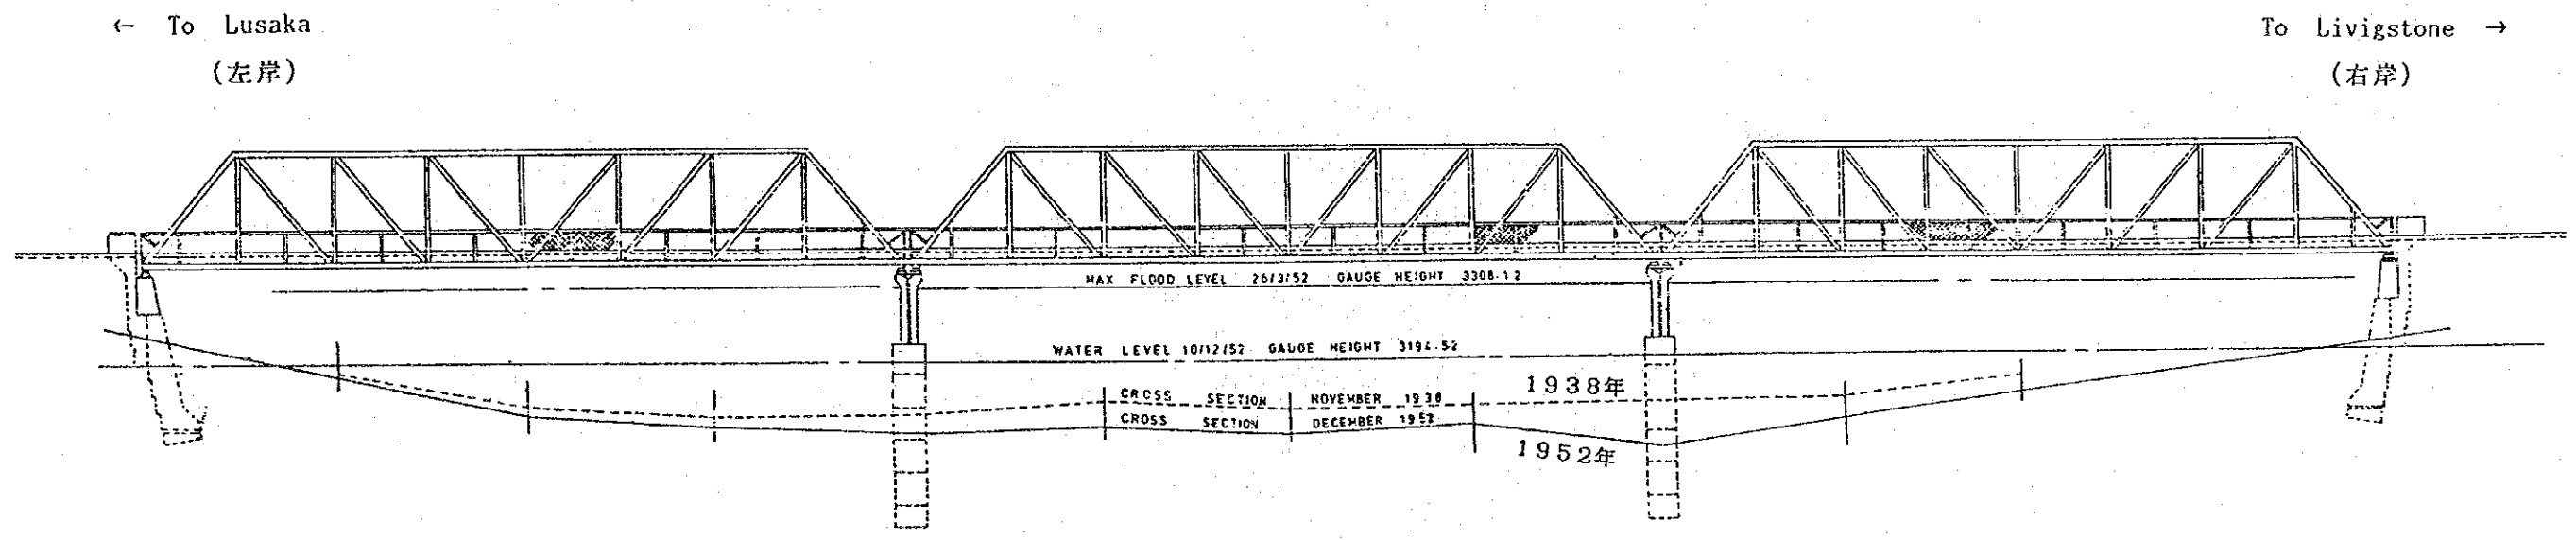 ← To Lusaka
(左岸)
To Livigstone →
(右岸)
MAX FLOOD LEVEL 26/3/52 GAUGE HEIGHT 3308.12
WATER LEVEL 10/12/52 GAUGE HEIGHT 3194.52
1938年
CROSS SECTION NOVEMBER 1938
CROSS SECTION DECEMBER 1952
1952年